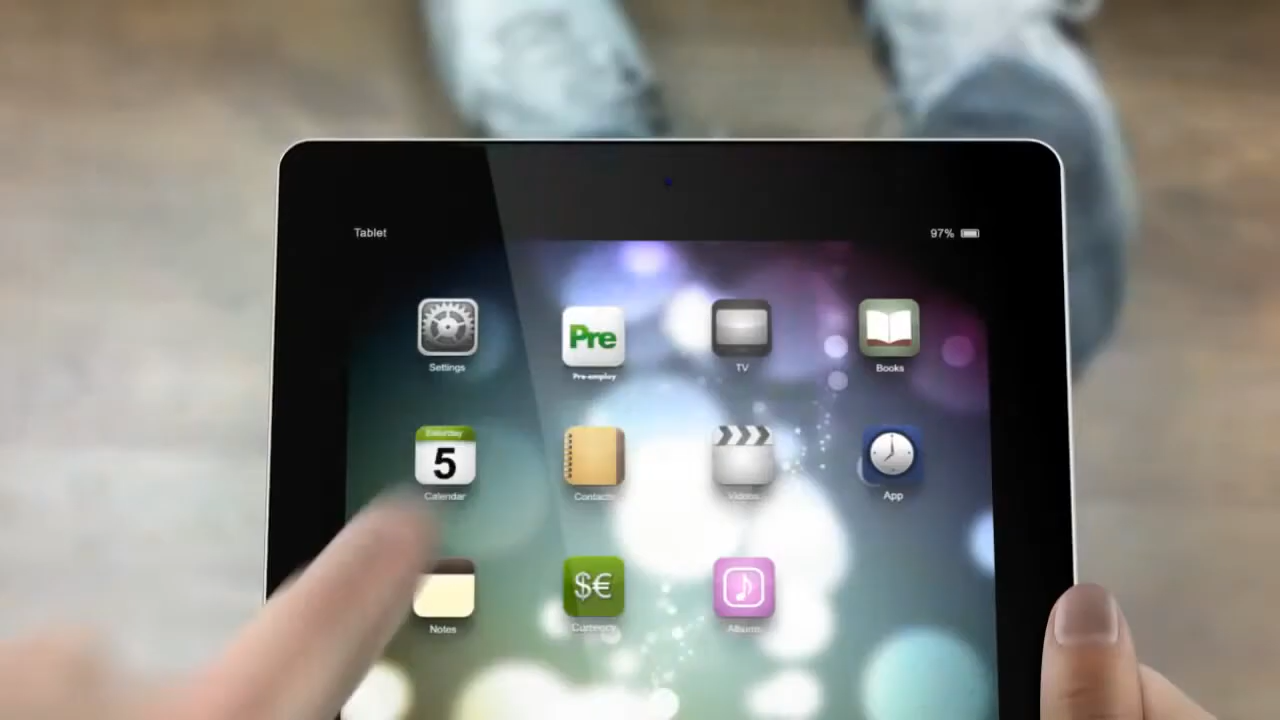 Tablet
97%
Settings
Pre
Pre-employ
TV
Books
Saturday
5
Calendar
Contacts
Videos
App
Notes
$€
Currency
Albums